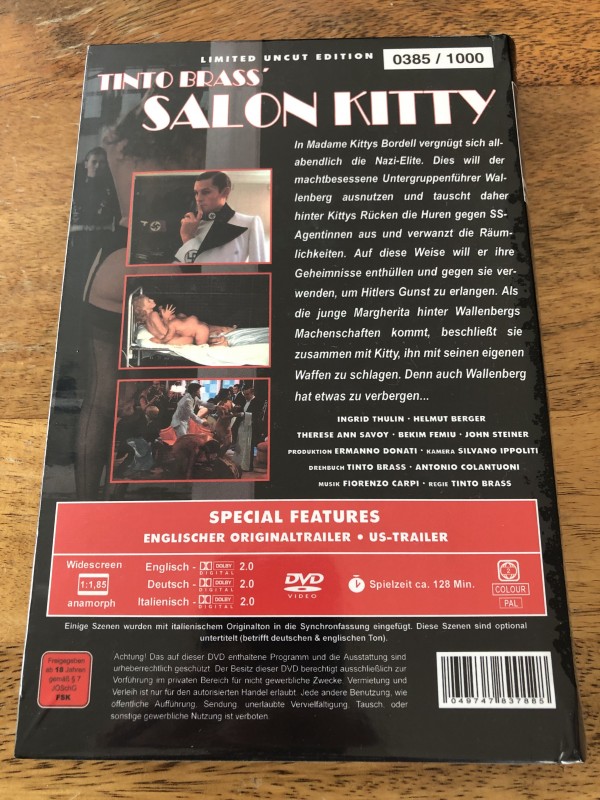 LIMITED UNCUT EDITION
0385 / 1000
TINTO BRASS´
SALON KITTY
In Madame Kittys Bordell vergnügt sich all-
abendlich die Nazi-Elite. Dies will der
machtbesessene Untergruppenführer Wal-
lenberg ausnutzen und tauscht daher
hinter Kittys Rücken die Huren gegen SS-
Agentinnen aus und verwanzt die Räum-
lichkeiten. Auf diese Weise will er ihre
Geheimnisse enthüllen und gegen sie ver-
wenden, um Hitlers Gunst zu erlangen. Als
die junge Margherita hinter Wallenbergs
Machenschaften kommt, beschließt sie
zusammen mit Kitty, ihn mit seinen eigenen
Waffen zu schlagen. Denn auch Wallenberg
hat etwas zu verbergen...
INGRID THULIN · HELMUT BERGER
THERESE ANN SAVOY · BEKIM FEMIU · JOHN STEINER
PRODUKTION ERMANNO DONATI · KAMERA SILVANO IPPOLITI
DREHBUCH TINTO BRASS · ANTONIO COLANTUONI
MUSIK FIORENZO CARPI · REGIE TINTO BRASS
SPECIAL FEATURES
ENGLISCHER ORIGINALTRAILER • US-TRAILER
Widescreen
1:1,85
anamorph
Englisch - DOLBY DIGITAL 2.0
Deutsch - DOLBY DIGITAL 2.0
Italienisch - DOLBY DIGITAL 2.0
DVD
VIDEO
Spielzeit ca. 128 Min.
2
COLOUR
PAL
Einige Szenen wurden mit italienischem Originalton in die Synchronfassung eingefügt. Diese Szenen sind optional
untertitelt (betrifft deutschen & englischen Ton).
Freigegeben
ab 18 Jahren
gemäß § 7
JÖSchG
FSK
Achtung! Das auf dieser DVD enthaltene Programm und die Ausstattung sind
urheberrechtlich geschützt. Der Besitz dieser DVD berechtigt ausschließlich zur
Vorführung im privaten Bereich für nicht gewerbliche Zwecke. Vermietung und
Verleih ist nur für den autorisierten Handel erlaubt. Jede andere Benutzung, wie
öffentliche Aufführung, Sendung, unerlaubte Vervielfältigung, Tausch, oder
sonstige gewerbliche Nutzung ist verboten.
049747837885